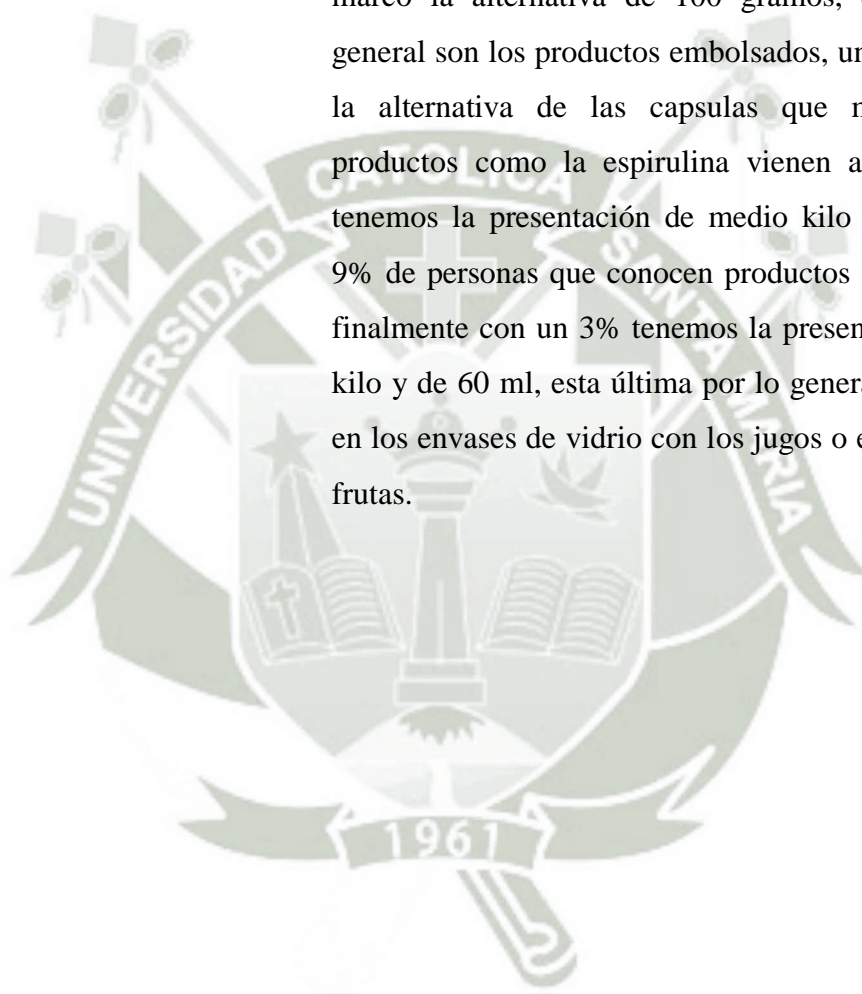 marcó la alternativa de 100 gramos,
general son los productos embolsados, un
la alternativa de las capsulas que
productos como la espirulina vienen
tenemos la presentación de medio kilo
9% de personas que conocen productos
finalmente con un 3% tenemos la
kilo y de 60 ml, esta última por lo
en los envases de vidrio con los jugos o
frutas.
UNIVERSIDAD CATOLICA SANTA MARIA
1961